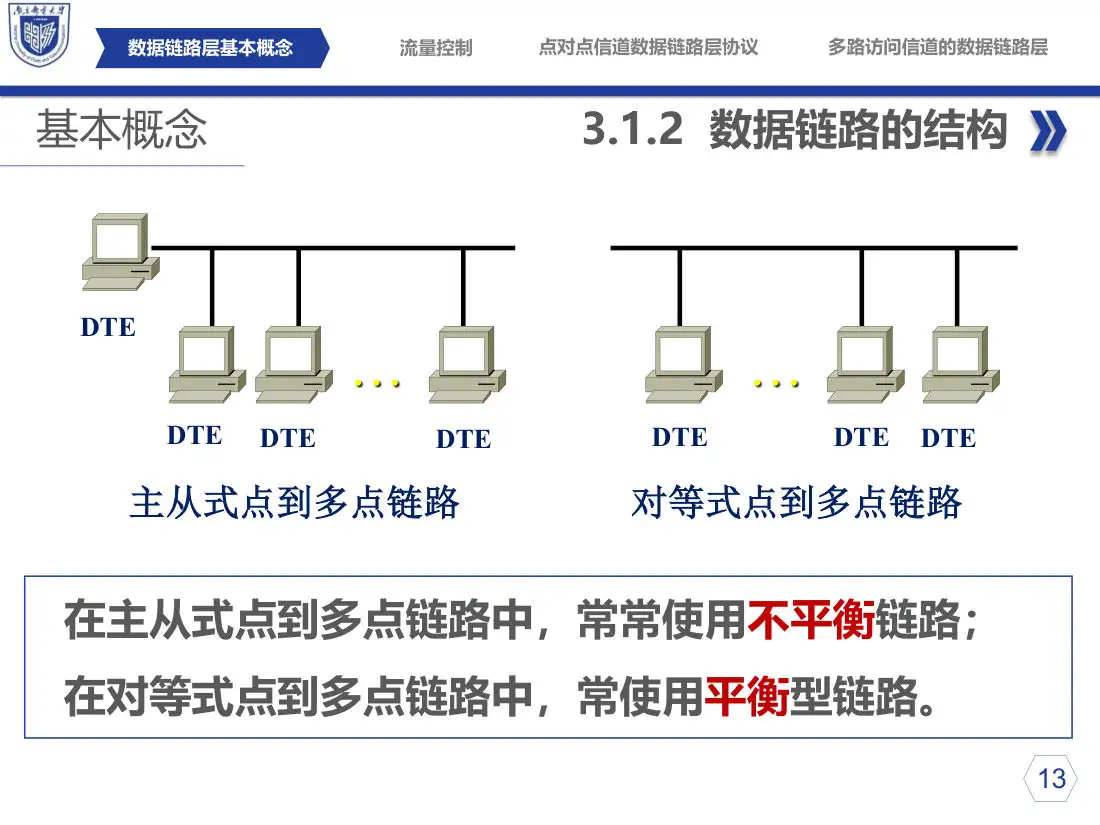 南京邮电大学
数据链路层基本概念 流量控制 点对点信道数据链路层协议 多路访问信道的数据链路层
基本概念
3.1.2 数据链路的结构
DTE
DTE DTE ... DTE
DTE ... DTE DTE
主从式点到多点链路
对等式点到多点链路
在主从式点到多点链路中，常常使用不平衡链路；
在对等式点到多点链路中，常使用平衡型链路。
13